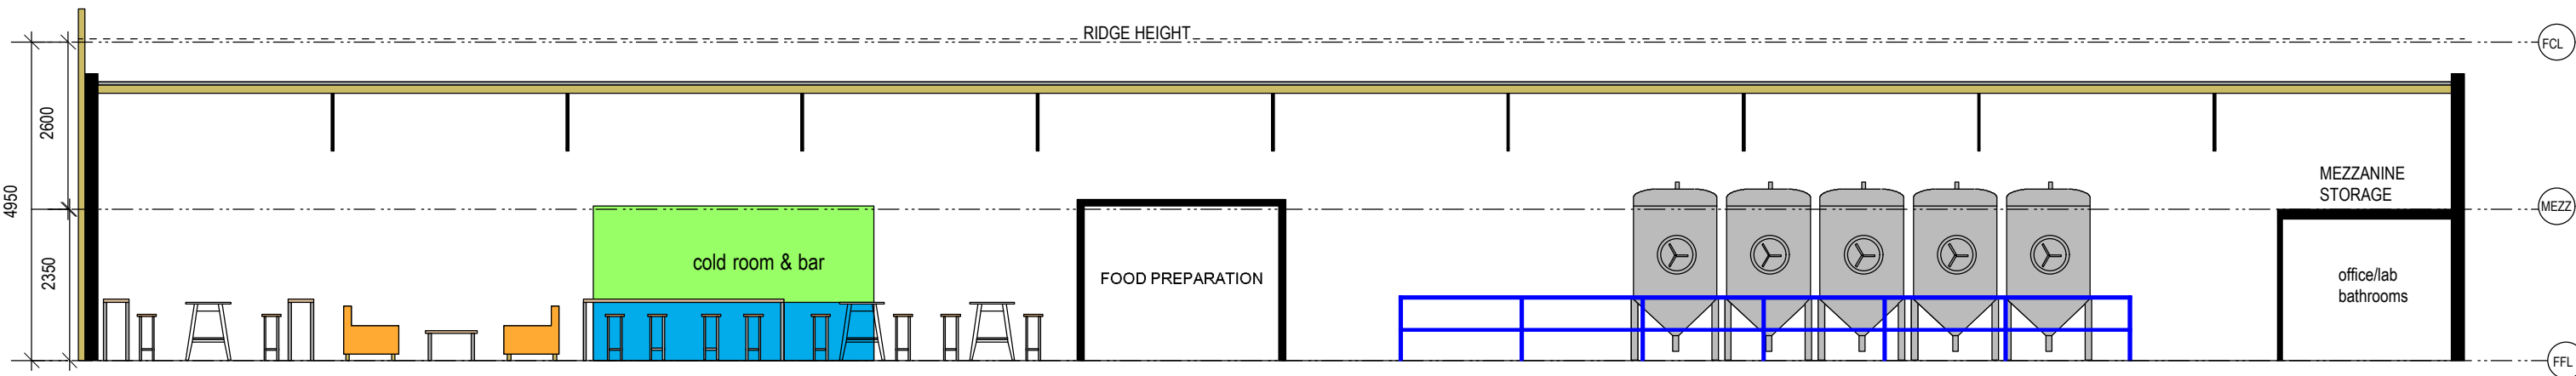 RIDGE HEIGHT
FCL
2600
4950
MEZZANINE
STORAGE
MEZZ
cold room & bar
2350
FOOD PREPARATION
office/lab
bathrooms
FFL